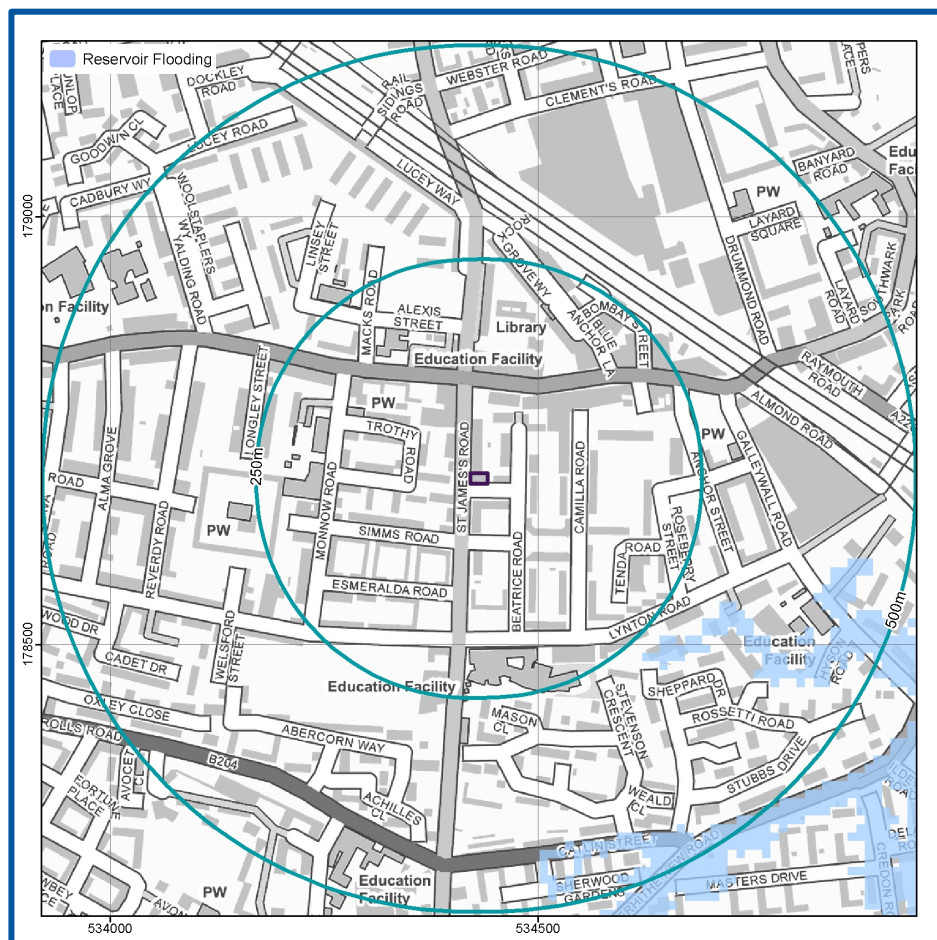 Reservoir Flooding
DOCKLEY
ROAD
RAIL
SIDINGS
ROAD
WEBSTER ROAD
CLEMENT'S ROAD
GOODWIN CL
LUCEY ROAD
CADBURY WY
LUCEY WAY
BANYARD
ROAD
PW
LAYARD
SQUARE
179000
WOOLSTAPLERS
WY
YALDING ROAD
LINSEY
STREET
MACKS ROAD
ALEXIS
STREET
ROCK GROVE WY
Library
BOMBAY STREET
BLUE
ANCHOR LA
DRUMMOND ROAD
LAYARD
ROAD
SOUTHWARK
PARK
ROAD
Education Facility
RAYMOUTH
ROAD
ALMOND ROAD
LONGLEY STREET
PW
TROTHY
ROAD
250m
ALMA GROVE
ROAD
REVERDY ROAD
PW
MONNOW ROAD
SIMMS ROAD
ESMERALDA ROAD
ST JAMES'S ROAD
BEATRICE ROAD
CAMILLA ROAD
PW
ANCHOR STREET
GALLEYWALL ROAD
ROSEBERRY
STREET
TENDA
ROAD
LYNTON ROAD
500m
178500
WOOD DR
CADET DR
WELSFORD
STREET
Education
Facility
Education Facility
OXLEY CLOSE
ROLLS ROAD
ABERCORN WAY
B204
AVOCET
CL
FORTUNE
PLACE
ACHILLES
CL
MASON
CL
STEVENSON
CRESCENT
SHEPPARD DR
ROSSETTI ROAD
STUBBS DRIVE
WEALD
CL
CATLIN STREET
SHERWOOD
GARDENS
MASTERS DRIVE
CREDON RO
PW
Education
Facility
534000
534500